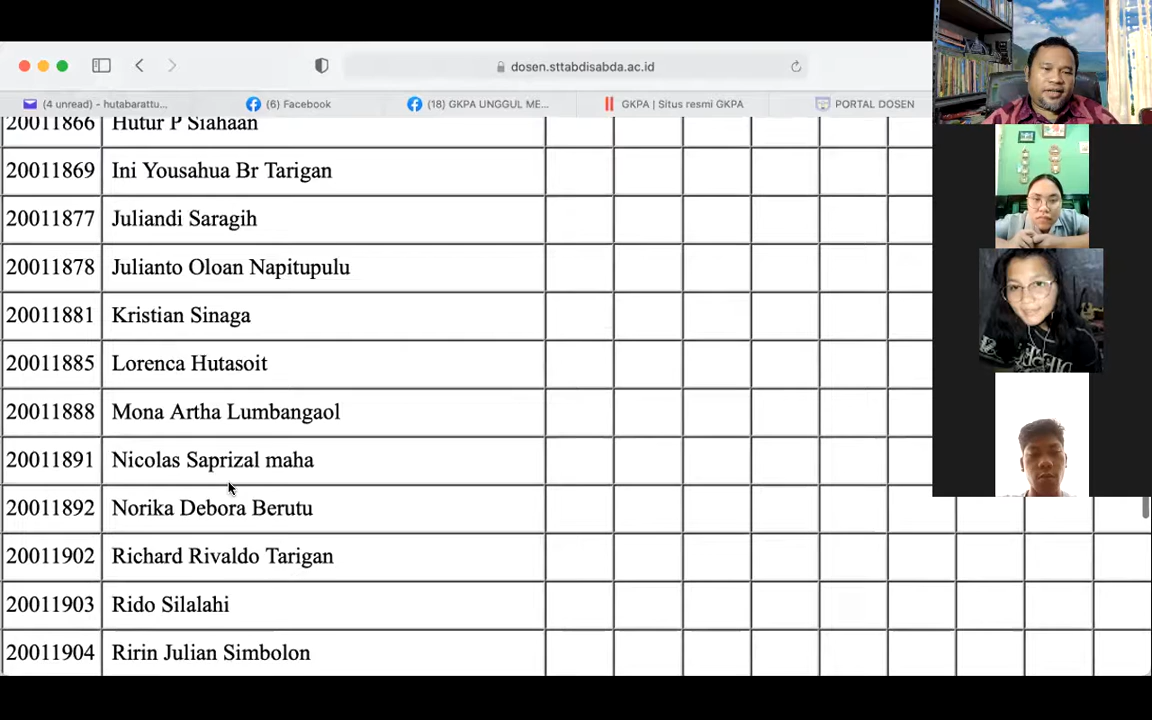 dosen.sttabdisabda.ac.id
(4 unread) - hutabarattu...
(6) Facebook
(18) GKPA UNGGUL ME...
GKPA | Situs resmi GKPA
PORTAL DOSEN
20011866 Hutur P Siahaan
20011869 Ini Yousahua Br Tarigan
20011877 Juliandi Saragih
20011878 Julianto Oloan Napitupulu
20011881 Kristian Sinaga
20011885 Lorenca Hutasoit
20011888 Mona Artha Lumbangaol
20011891 Nicolas Saprizal maha
20011892 Norika Debora Berutu
20011902 Richard Rivaldo Tarigan
20011903 Rido Silalahi
20011904 Ririn Julian Simbolon